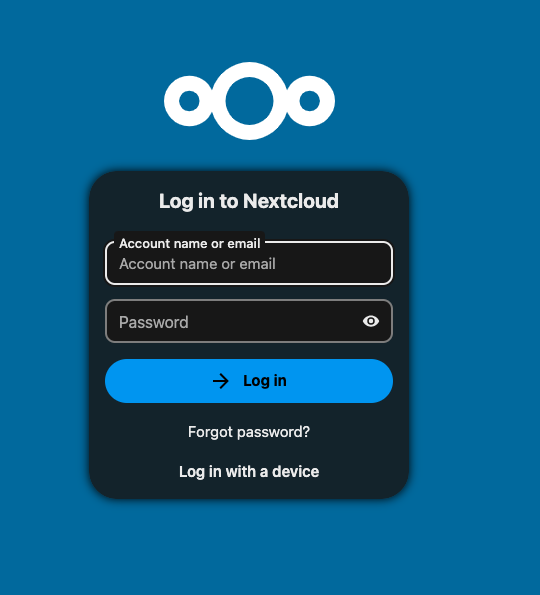 Log in to Nextcloud
Account name or email
Account name or email
Password
Log in
Forgot password?
Log in with a device